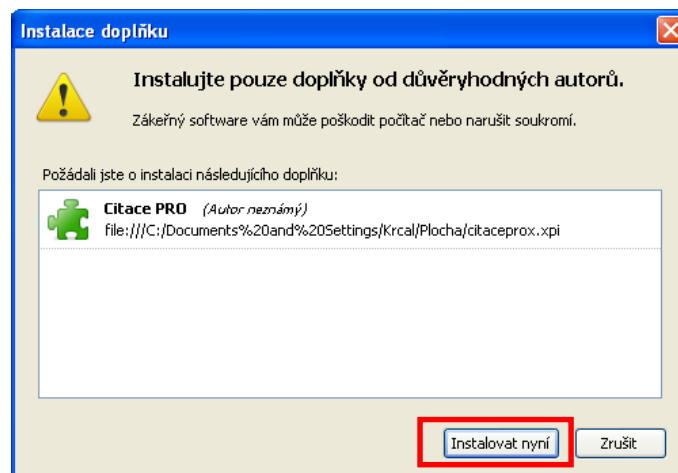 Instalace doplňku
Instalujte pouze doplňky od důvěryhodných autorů.
Zákeřný software vám může poškodit počítač nebo narušit soukromí.
Požádali jste o instalaci následujícího doplňku:
Citace PRO (Autor neznámý)
file:///C:/Documents%20and%20Settings/Krcal/Plocha/citaceprox.xpi
Instalovat nyní Zrušit